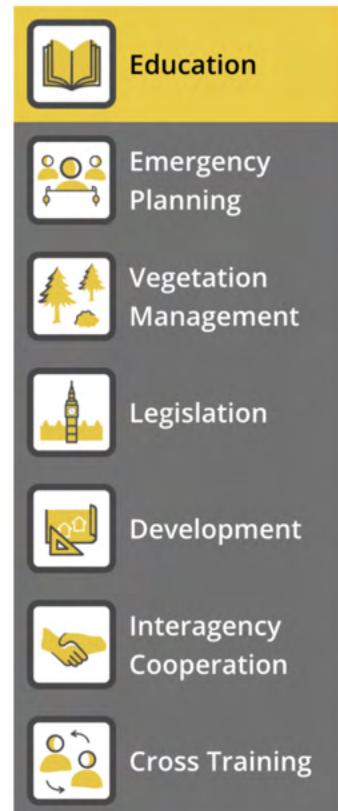 Education
Emergency
Planning
Vegetation
Management
Legislation
Development
Interagency
Cooperation
Cross Training